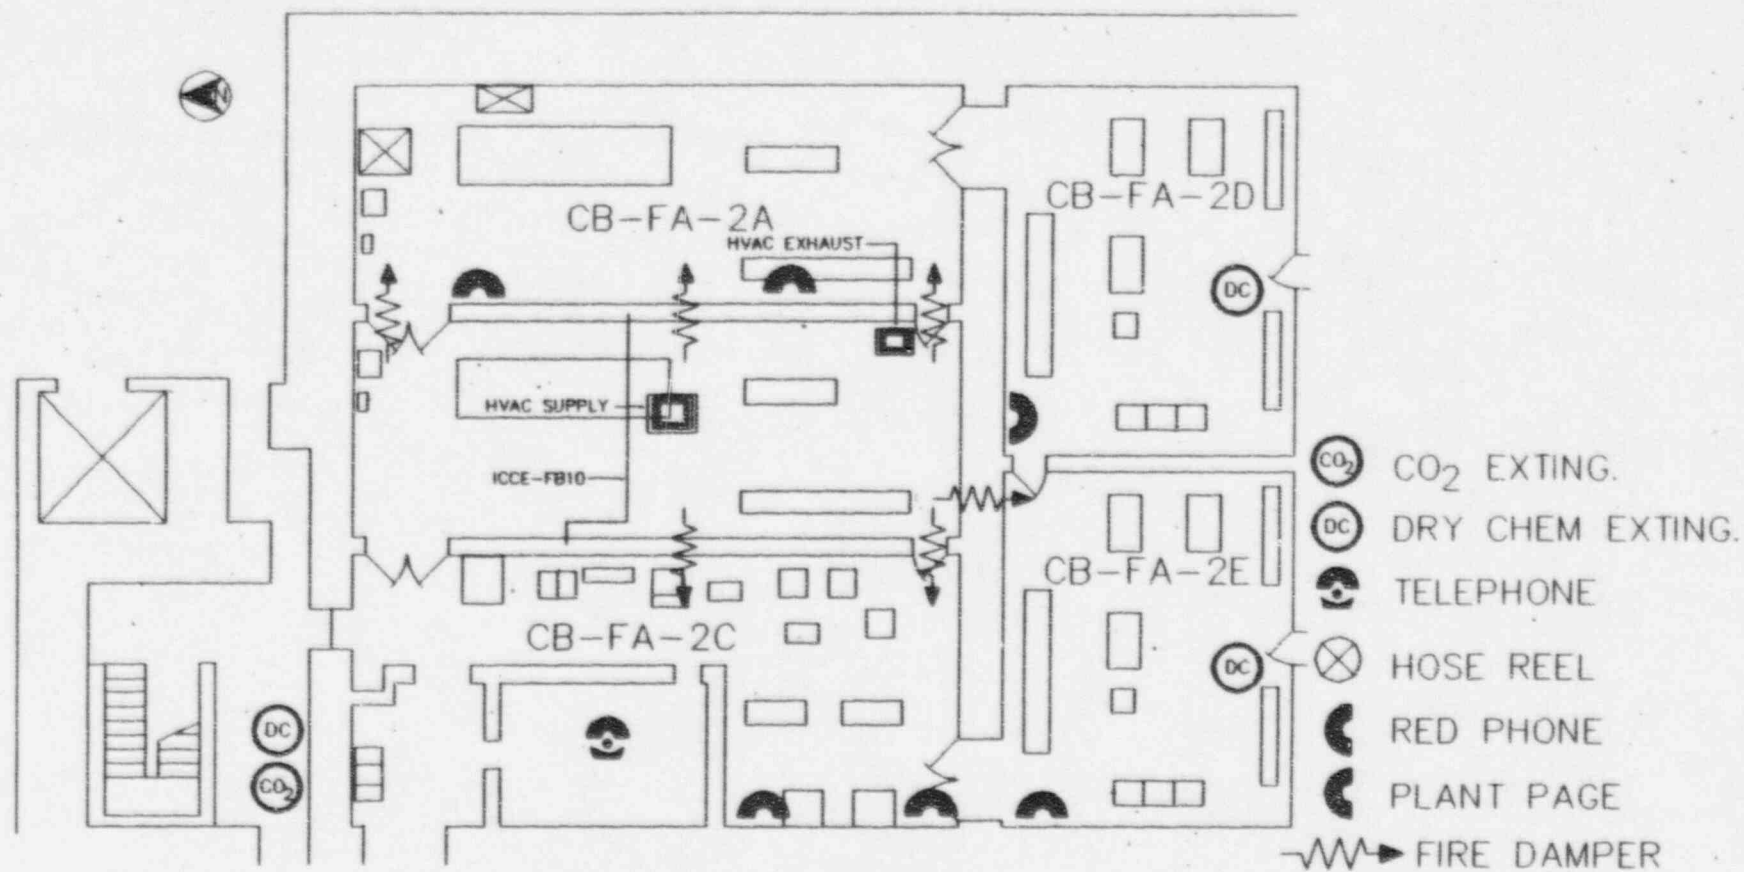 N
CB-FA-2A
HVAC EXHAUST
CB-FA-2D
DC
HVAC SUPPLY
ICCE-FB10
CO2 CO2 EXTING.
DC DRY CHEM EXTING.
CB-FA-2E
TELEPHONE
CB-FA-2C
DC
HOSE REEL
DC
RED PHONE
CO2
PLANT PAGE
FIRE DAMPER